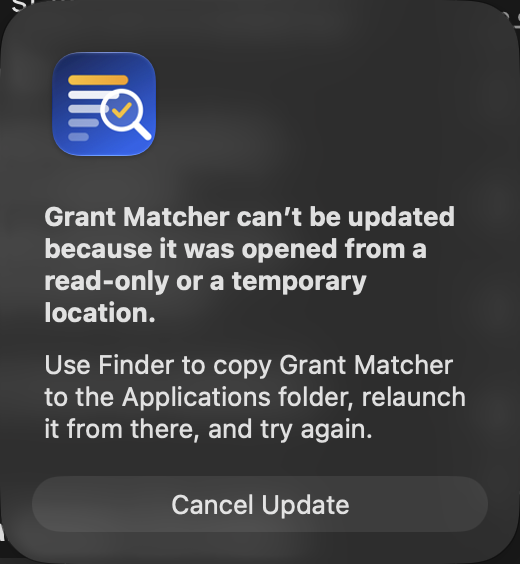 Grant Matcher can’t be updated
because it was opened from a
read-only or a temporary
location.
Use Finder to copy Grant Matcher
to the Applications folder, relaunch
it from there, and try again.
Cancel Update